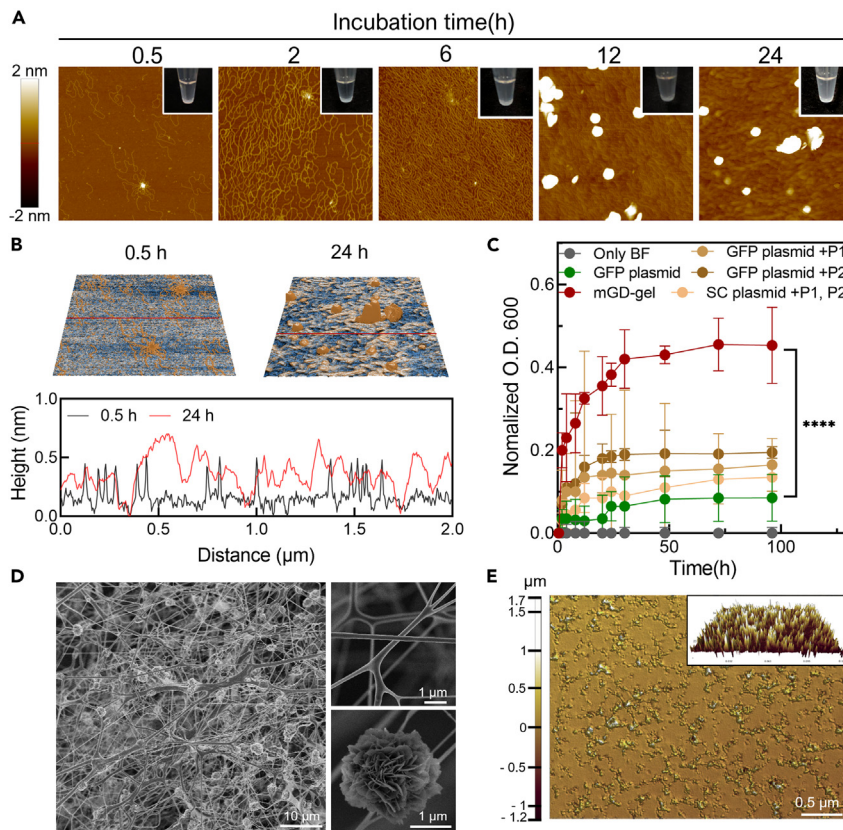 A
Incubation time(h)
0.5 2 6 12 24
2 nm
-2 nm
B
0.5 h 24 h
1.0
0.5
0.0
Height (nm)
0.5 h 24 h
0.0 0.5 1.0 1.5 2.0
Distance (μm)
C
Only BF GFP plasmid +P1
GFP plasmid GFP plasmid +P2
mGD-gel SC plasmid +P1, P2
0.6
0.4
0.2
0.0
Nomalized O.D. 600
****
0 50 100
Time(h)
D
10 μm
1 μm
1 μm
E
μm
1.7
1.5
1
0.5
0
- 0.5
- 1
- 1.2
0.5 μm